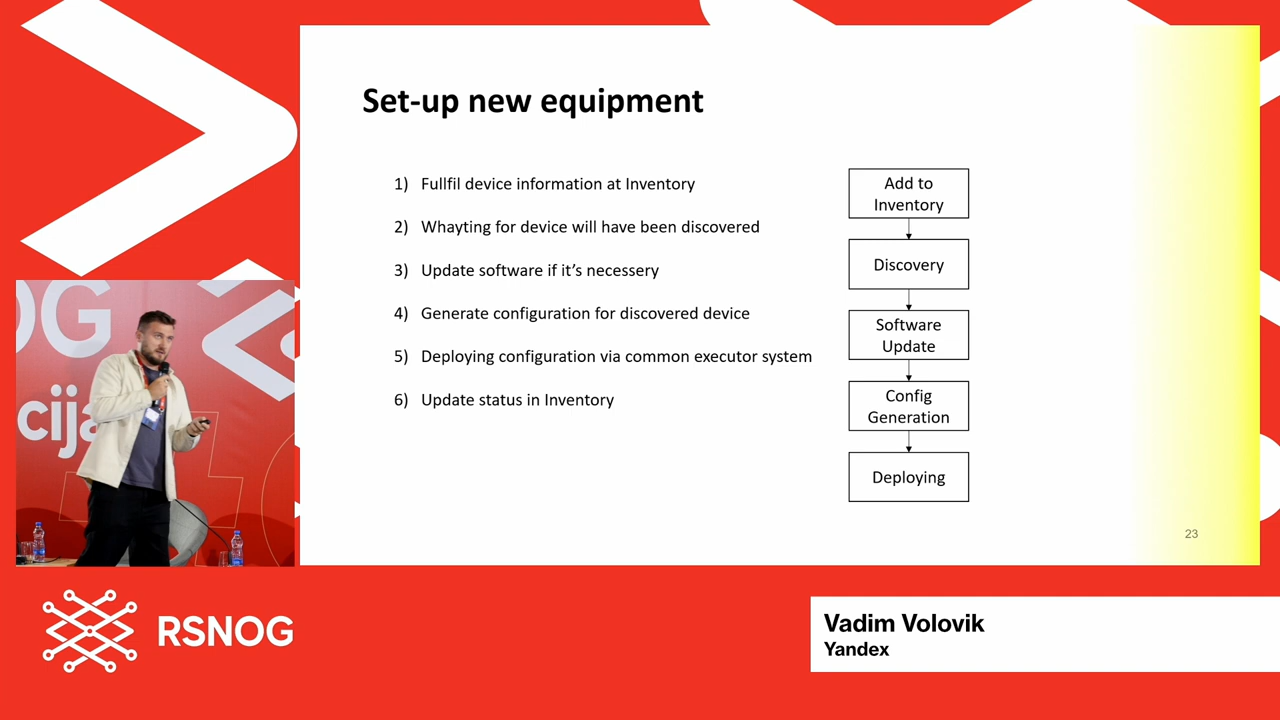 Set-up new equipment
1) Fullfil device information at Inventory
2) Whayting for device will have been discovered
3) Update software if it’s necessery
4) Generate configuration for discovered device
5) Deploying configuration via common executor system
6) Update status in Inventory
Add to
Inventory
Discovery
Software
Update
Config
Generation
Deploying
23
OG
cija
RSNOG
Vadim Volovik
Yandex